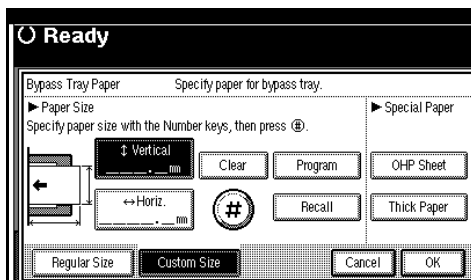 Ready
Bypass Tray Paper Specify paper for bypass tray.
► Paper Size ► Special Paper
Specify paper size with the Number keys, then press (#).
↕ Vertical
_ _ _ _._ mm
Clear Program OHP Sheet
↔Horiz.
_ _ _ _._ mm
# Recall Thick Paper
Regular Size Custom Size Cancel OK